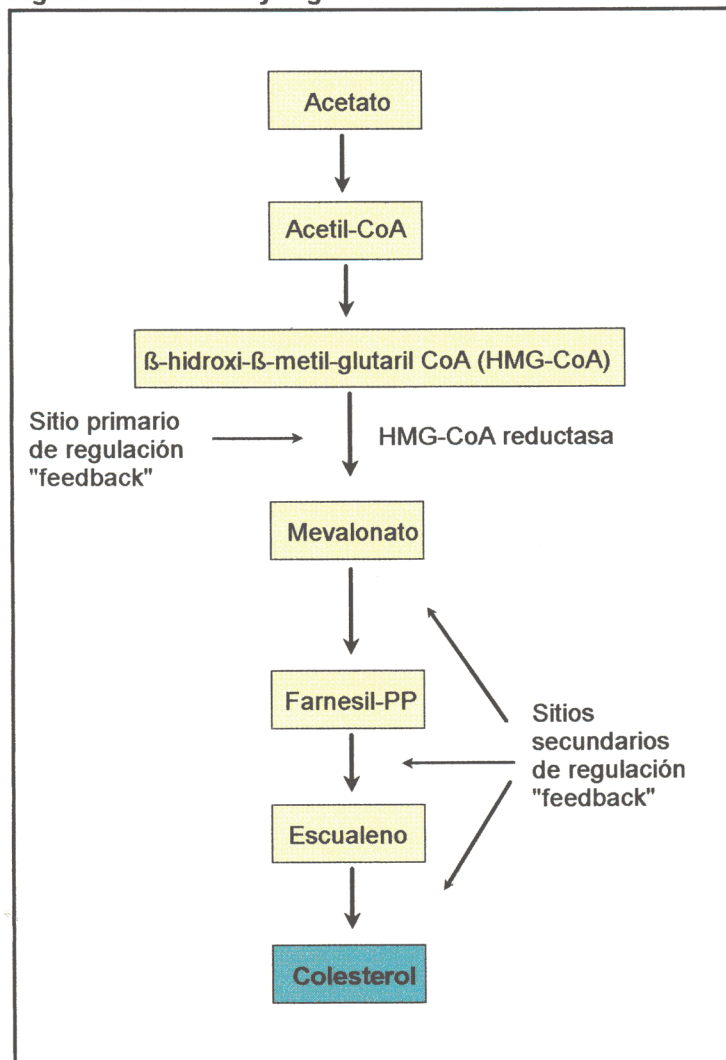 Acetato
Acetil-CoA
ß-hidroxi-ß-metil-glutaril CoA (HMG-CoA)
Sitio primario
de regulación
"feedback"
HMG-CoA reductasa
Mevalonato
Farnesil-PP
Sitios
secundarios
de regulación
"feedback"
Escualeno
Colesterol